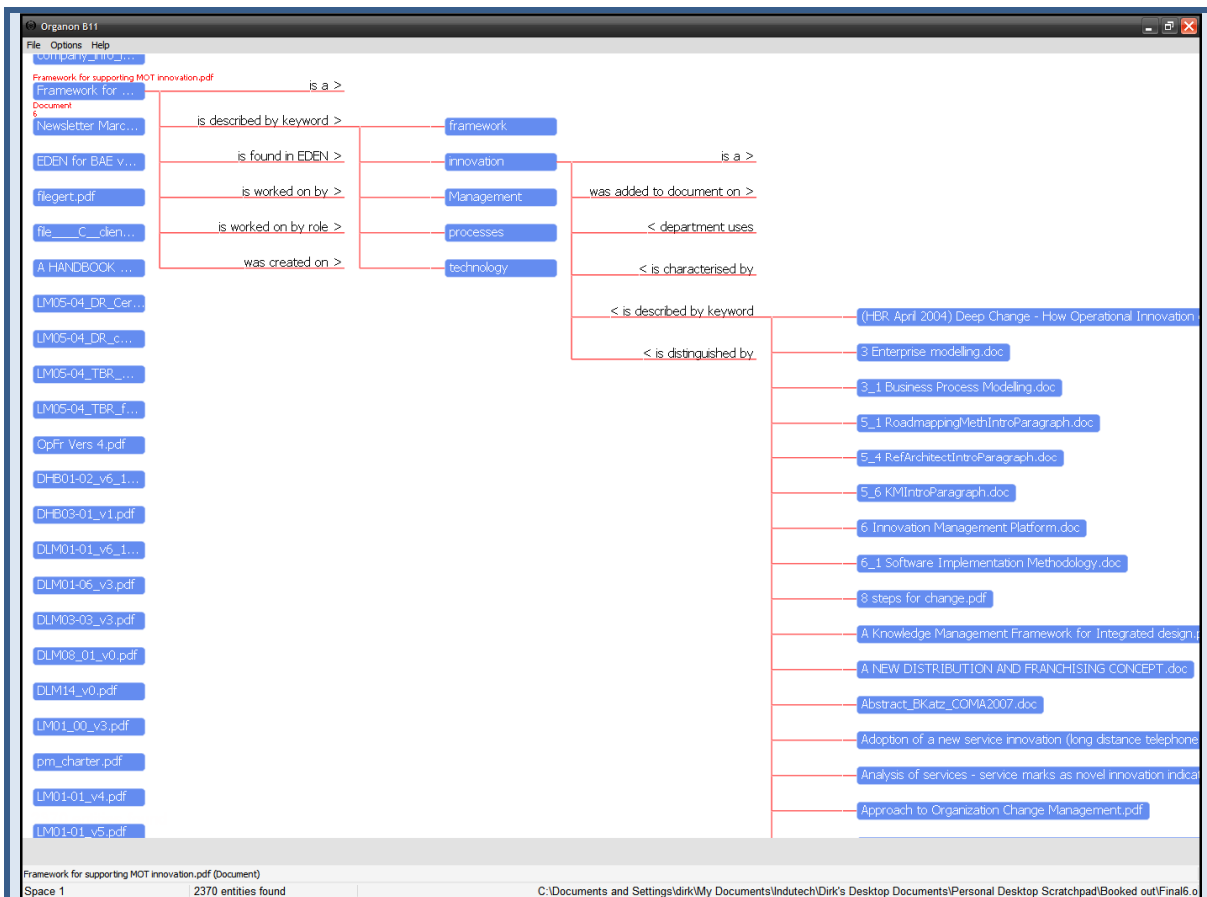 Organon B11
File Options Help
company_info_i...
Framework for supporting MOT innovation.pdf
Framework for ...
Document
6
Newsletter Marc...
EDEN for BAE v...
filegert.pdf
file____C__clien...
A HANDBOOK ...
LM05-04_DR_Cer...
LM05-04_DR_c...
LM05-04_TBR_...
LM05-04_TBR_f...
OpFr Vers 4.pdf
DHB01-02_v6_1...
DHB03-01_v1.pdf
DLM01-01_v6_1...
DLM01-06_v3.pdf
DLM03-03_v3.pdf
DLM08_01_v0.pdf
DLM14_v0.pdf
LM01_00_v3.pdf
pm_charter.pdf
LM01-01_v4.pdf
LM01-01_v5.pdf
is a >
is described by keyword >
is found in EDEN >
is worked on by >
is worked on by role >
was created on >
framework
innovation
Management
processes
technology
is a >
was added to document on >
< department uses
< is characterised by
< is described by keyword
< is distinguished by
(HBR April 2004) Deep Change - How Operational Innovation
3 Enterprise modelling.doc
3_1 Business Process Modelling.doc
5_1 RoadmappingMethIntroParagraph.doc
5_4 RefArchitectIntroParagraph.doc
5_6 KMIntroParagraph.doc
6 Innovation Management Platform.doc
6_1 Software Implementation Methodology.doc
8 steps for change.pdf
A Knowledge Management Framework for Integrated design.p
A NEW DISTRIBUTION AND FRANCHISING CONCEPT.doc
Abstract_BKatz_COMA2007.doc
Adoption of a new service innovation (long distance telephone
Analysis of services - service marks as novel innovation indica
Approach to Organization Change Management.pdf
Framework for supporting MOT innovation.pdf (Document)
Space 1 2370 entities found C:\Documents and Settings\dirk\My Documents\Indutech\Dirk's Desktop Documents\Personal Desktop Scratchpad\Booked out\Final6.o